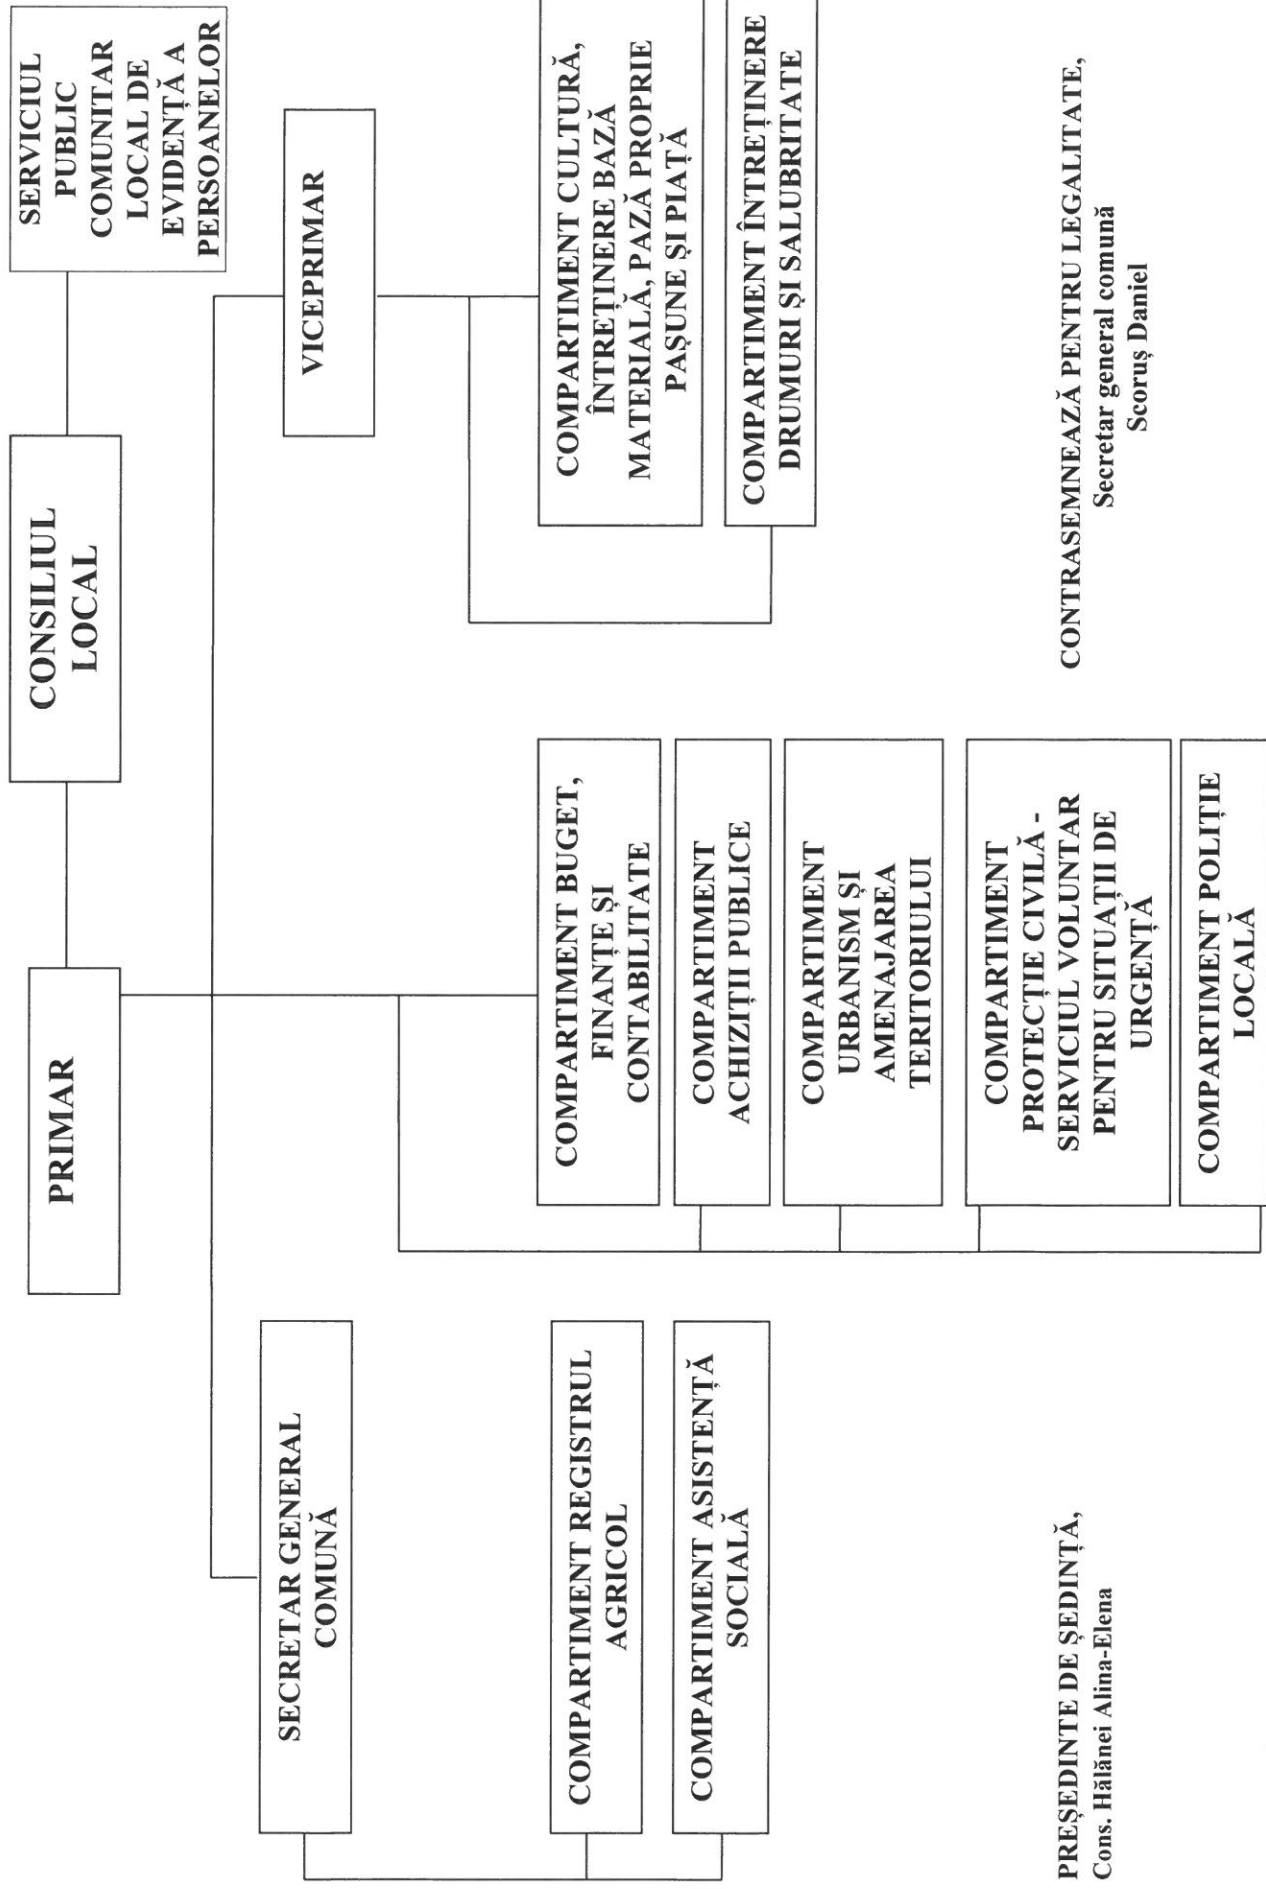 PRIMAR
CONSILIUL
LOCAL
SERVICIUL
PUBLIC
COMUNITAR
LOCAL DE
EVIDENȚĂ A
PERSOANELOR
SECRETAR GENERAL
COMUNĂ
VICEPRIMAR
COMPARTIMENT REGISTRUL
AGRICOL
COMPARTIMENT ASISTENȚĂ
SOCIALĂ
COMPARTIMENT BUGET,
FINANȚE ȘI
CONTABILITATE
COMPARTIMENT
ACHIZIȚII PUBLICE
COMPARTIMENT
URBANISM ȘI
AMENAJAREA
TERITORIULUI
COMPARTIMENT
PROTECȚIE CIVILĂ -
SERVICIUL VOLUNTAR
PENTRU SITUAȚII DE
URGENȚĂ
COMPARTIMENT POLIȚIE
LOCALĂ
COMPARTIMENT CULTURĂ,
ÎNTREȚINERE BAZĂ
MATERIALĂ, PAZĂ PROPRIE
PAȘUNE ȘI PIAȚĂ
COMPARTIMENT ÎNTREȚINERE
DRUMURI ȘI SALUBRITATE
PREȘEDINTE DE ȘEDINȚĂ,
Cons. Hălănei Alina-Elena
CONTRASEMNEAZĂ PENTRU LEGALITATE,
Secretar general comună
Scoruș Daniel